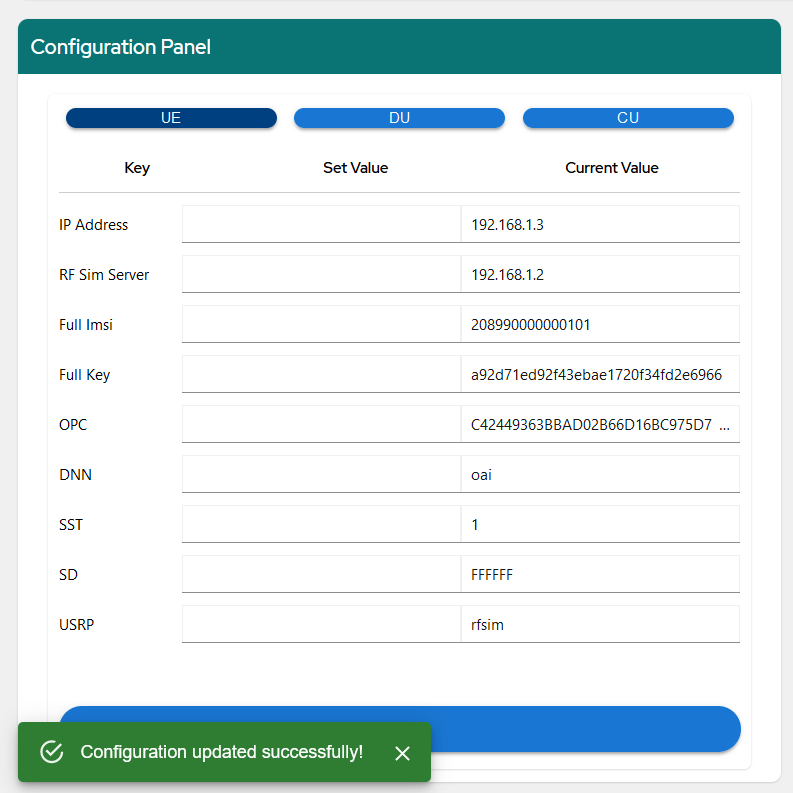 Configuration Panel
UE DU CU
Key Set Value Current Value
IP Address 192.168.1.3
RF Sim Server 192.168.1.2
Full Imsi 208990000000101
Full Key a92d71ed92f43ebae1720f34fd2e6966
OPC C42449363BBAD02B66D16BC975D7 ...
DNN oai
SST 1
SD FFFFFF
USRP rfsim
Configuration updated successfully!